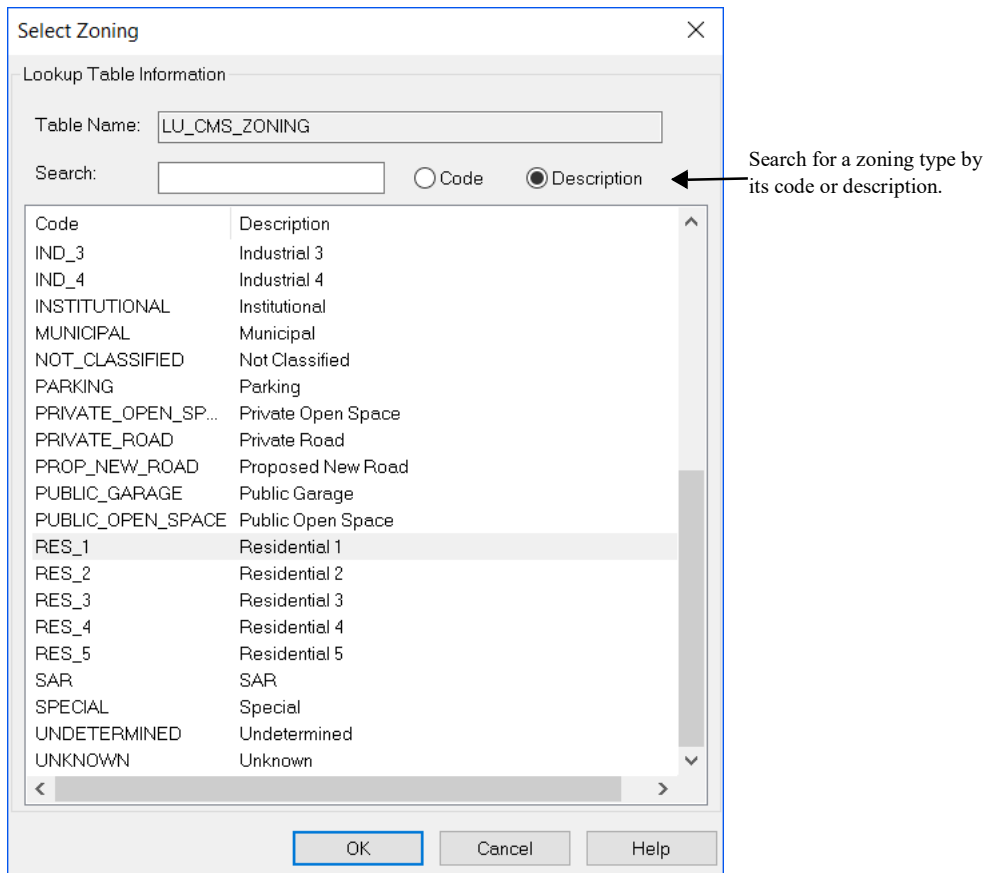 Select Zoning
Lookup Table Information
Table Name: LU_CMS_ZONING
Search: Code Description
Search for a zoning type by
its code or description.
Code Description
IND_3 Industrial 3
IND_4 Industrial 4
INSTITUTIONAL Institutional
MUNICIPAL Municipal
NOT_CLASSIFIED Not Classified
PARKING Parking
PRIVATE_OPEN_SP... Private Open Space
PRIVATE_ROAD Private Road
PROP_NEW_ROAD Proposed New Road
PUBLIC_GARAGE Public Garage
PUBLIC_OPEN_SPACE Public Open Space
RES_1 Residential 1
RES_2 Residential 2
RES_3 Residential 3
RES_4 Residential 4
RES_5 Residential 5
SAR SAR
SPECIAL Special
UNDETERMINED Undetermined
UNKNOWN Unknown
OK Cancel Help